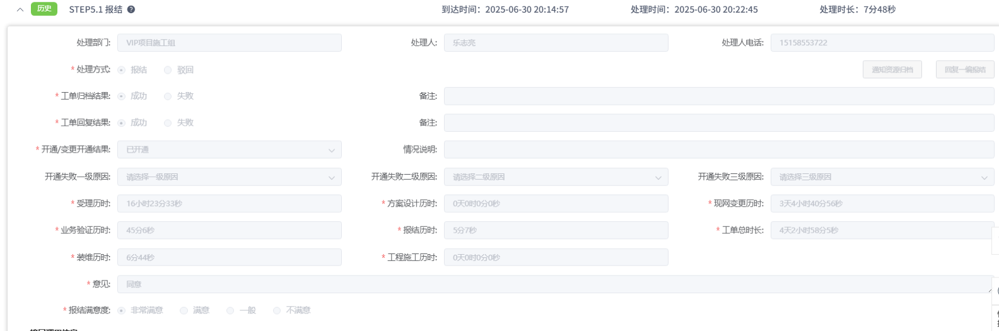 历史 STEP5.1 报结 ? 到达时间：2025-06-30 20:14:57 处理时间：2025-06-30 20:22:45 处理时长：7分48秒
处理部门: VIP项目施工组 处理人: 乐志亮 处理人电话: 15158553722
* 处理方式: 报结 驳回 通知资源归档 回复一编报结
* 工单归档结果: 成功 失败 备注:
* 工单回复结果: 成功 失败 备注:
* 开通/变更开通结果: 已开通 情况说明:
开通失败一级原因: 请选择一级原因 开通失败二级原因: 请选择二级原因 开通失败三级原因: 请选择三级原因
* 受理历时: 16小时23分33秒 * 方案设计历时: 0天0时0分0秒 * 现网变更历时: 3天4小时40分56秒
* 业务验证历时: 45分6秒 * 报结历时: 5分7秒 * 工单总时长: 4天2小时58分5秒
* 装维历时: 6分44秒 * 工程施工历时: 0天0时0分0秒
* 意见: 同意
* 报结满意度: 非常满意 满意 一般 不满意